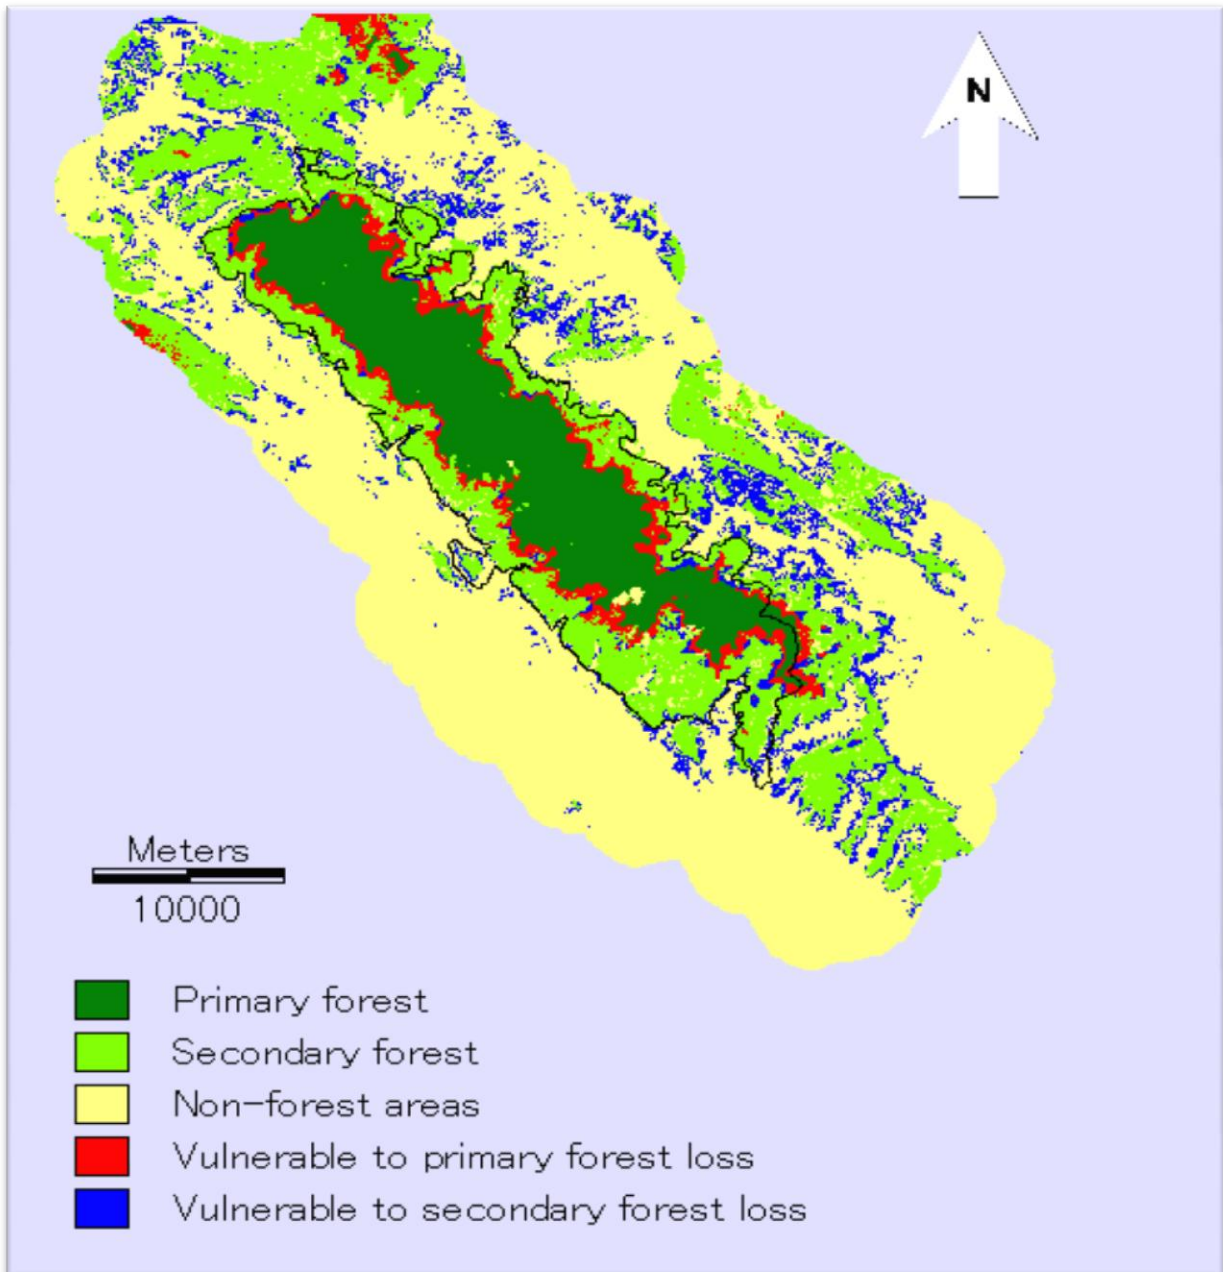 N
Meters
10000
Primary forest
Secondary forest
Non-forest areas
Vulnerable to primary forest loss
Vulnerable to secondary forest loss